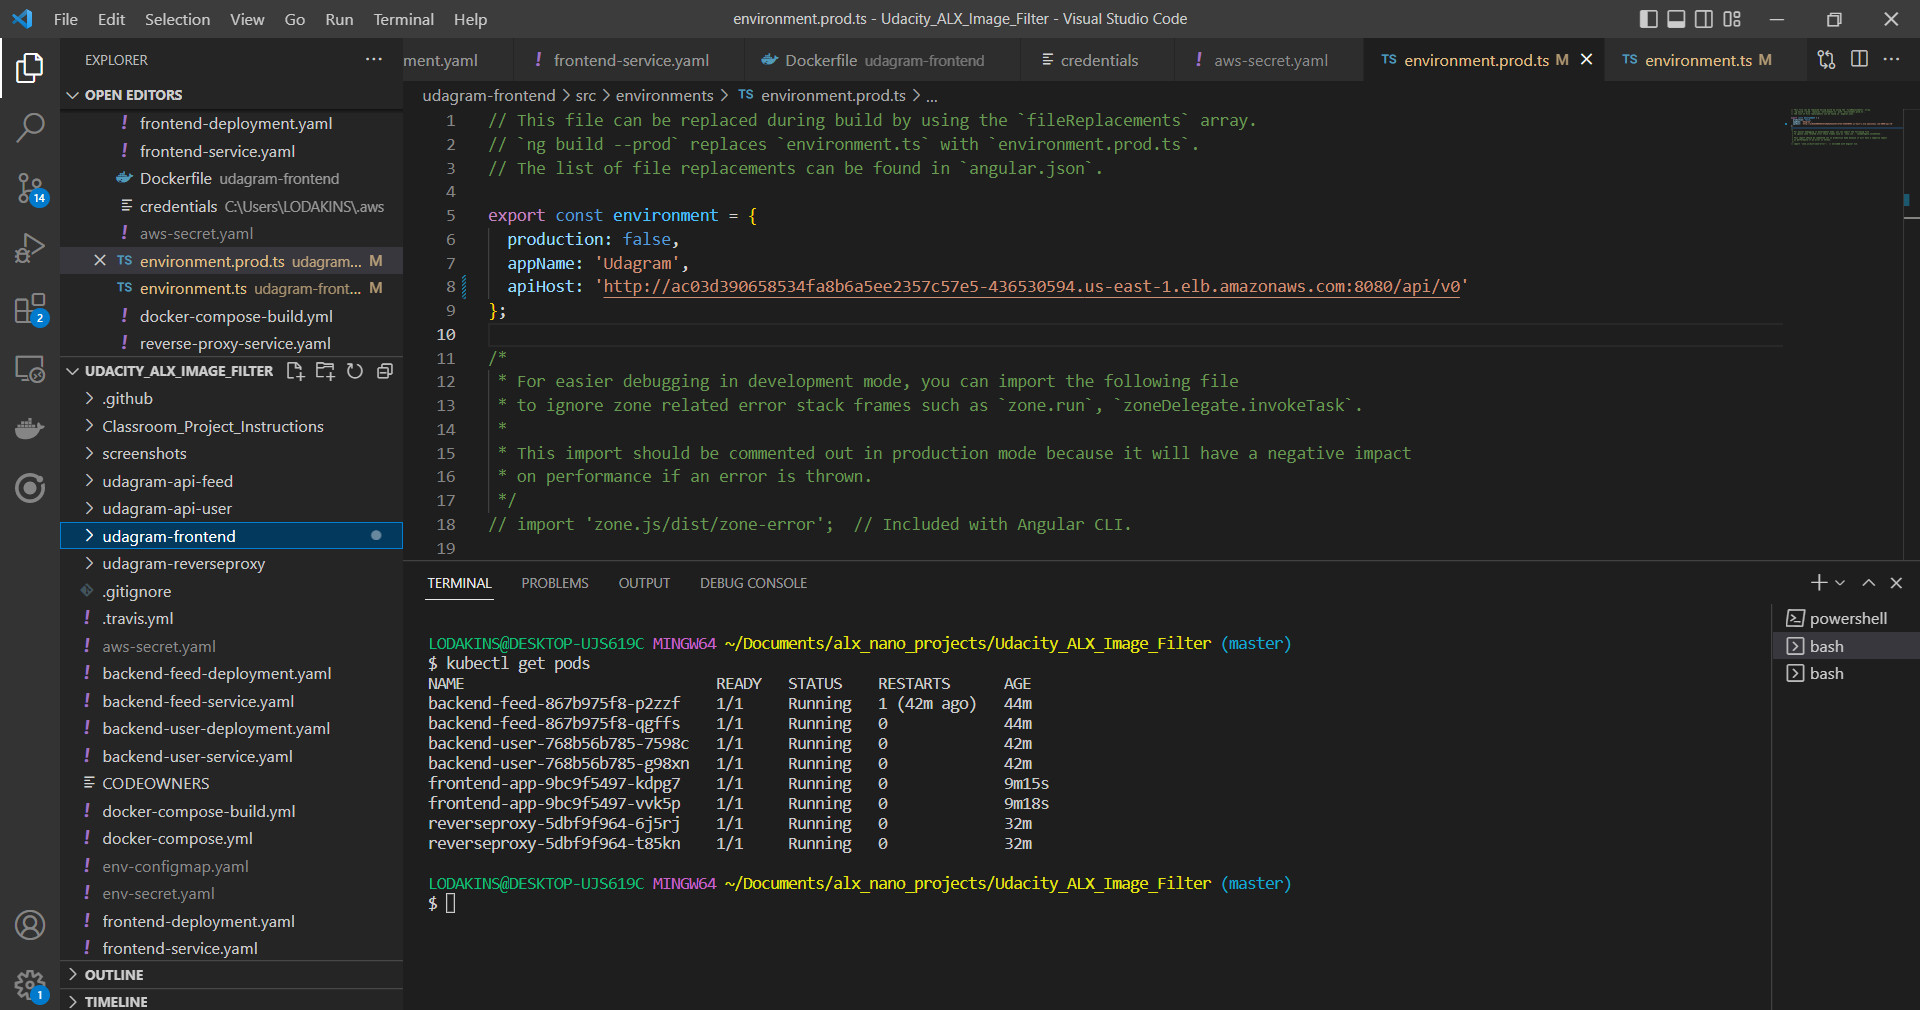 File Edit Selection View Go Run Terminal Help
environment.prod.ts - Udacity_ALX_Image_Filter - Visual Studio Code
EXPLORER
OPEN EDITORS
! frontend-deployment.yaml
! frontend-service.yaml
Dockerfile udagram-frontend
credentials C:\Users\LODAKINS\.aws
! aws-secret.yaml
TS environment.prod.ts udagram... M
TS environment.ts udagram-front... M
! docker-compose-build.yml
! reverse-proxy-service.yaml
UDACITY_ALX_IMAGE_FILTER
.github
Classroom_Project_Instructions
screenshots
udagram-api-feed
udagram-api-user
udagram-frontend
udagram-reverseproxy
.gitignore
! .travis.yml
! aws-secret.yaml
! backend-feed-deployment.yaml
! backend-feed-service.yaml
! backend-user-deployment.yaml
! backend-user-service.yaml
CODEOWNERS
! docker-compose-build.yml
! docker-compose.yml
! env-configmap.yaml
! env-secret.yaml
! frontend-deployment.yaml
! frontend-service.yaml
OUTLINE
TIMELINE
14
2
1
ment.yaml ! frontend-service.yaml Dockerfile udagram-frontend credentials ! aws-secret.yaml TS environment.prod.ts M TS environment.ts M
udagram-frontend > src > environments > TS environment.prod.ts > ...
1 // This file can be replaced during build by using the `fileReplacements` array.
2 // `ng build --prod` replaces `environment.ts` with `environment.prod.ts`.
3 // The list of file replacements can be found in `angular.json`.
4
5 export const environment = {
6 production: false,
7 appName: 'Udagram',
8 apiHost: 'http://ac03d390658534fa8b6a5ee2357c57e5-436530594.us-east-1.elb.amazonaws.com:8080/api/v0'
9 };
10
11 /*
12 * For easier debugging in development mode, you can import the following file
13 * to ignore zone related error stack frames such as `zone.run`, `zoneDelegate.invokeTask`.
14 *
15 * This import should be commented out in production mode because it will have a negative impact
16 * on performance if an error is thrown.
17 */
18 // import 'zone.js/dist/zone-error'; // Included with Angular CLI.
19
TERMINAL PROBLEMS OUTPUT DEBUG CONSOLE
LODAKINS@DESKTOP-UJS619C MINGW64 ~/Documents/alx_nano_projects/Udacity_ALX_Image_Filter (master)
$ kubectl get pods
NAME READY STATUS RESTARTS AGE
backend-feed-867b975f8-p2zzf 1/1 Running 1 (42m ago) 44m
backend-feed-867b975f8-qgffs 1/1 Running 0 44m
backend-user-768b56b785-7598c 1/1 Running 0 42m
backend-user-768b56b785-g98xn 1/1 Running 0 42m
frontend-app-9bc9f5497-kdpg7 1/1 Running 0 9m15s
frontend-app-9bc9f5497-vvk5p 1/1 Running 0 9m18s
reverseproxy-5dbf9f964-6j5rj 1/1 Running 0 32m
reverseproxy-5dbf9f964-t85kn 1/1 Running 0 32m
LODAKINS@DESKTOP-UJS619C MINGW64 ~/Documents/alx_nano_projects/Udacity_ALX_Image_Filter (master)
$
powershell
bash
bash